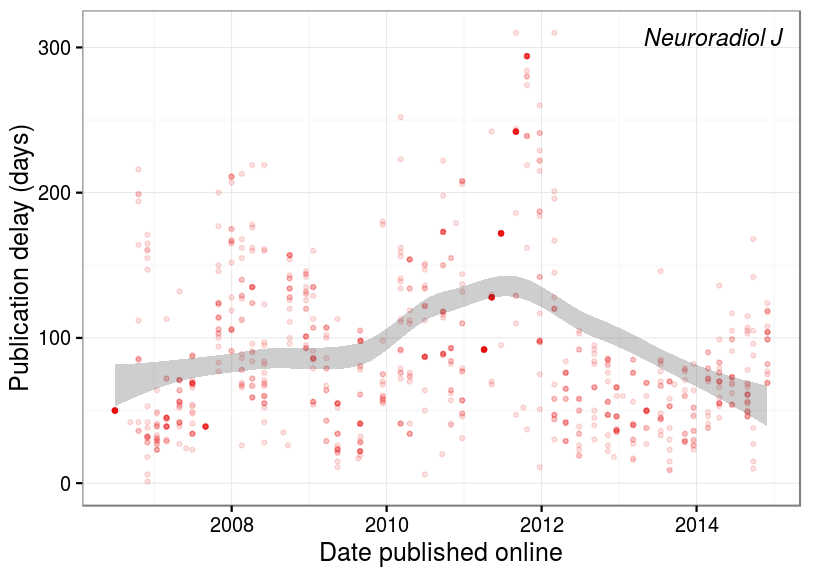 Neuroradiol J
Publication delay (days)
300
200
100
0
2008 2010 2012 2014
Date published online